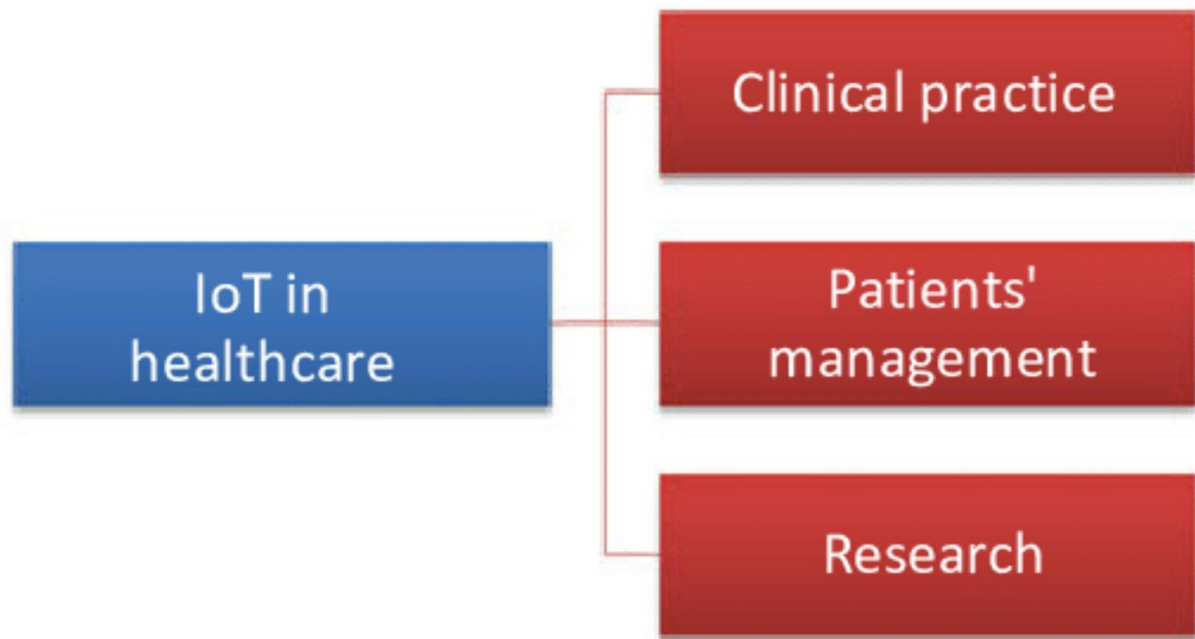 Clinical practice
IoT in
healthcare
Patients'
management
Research